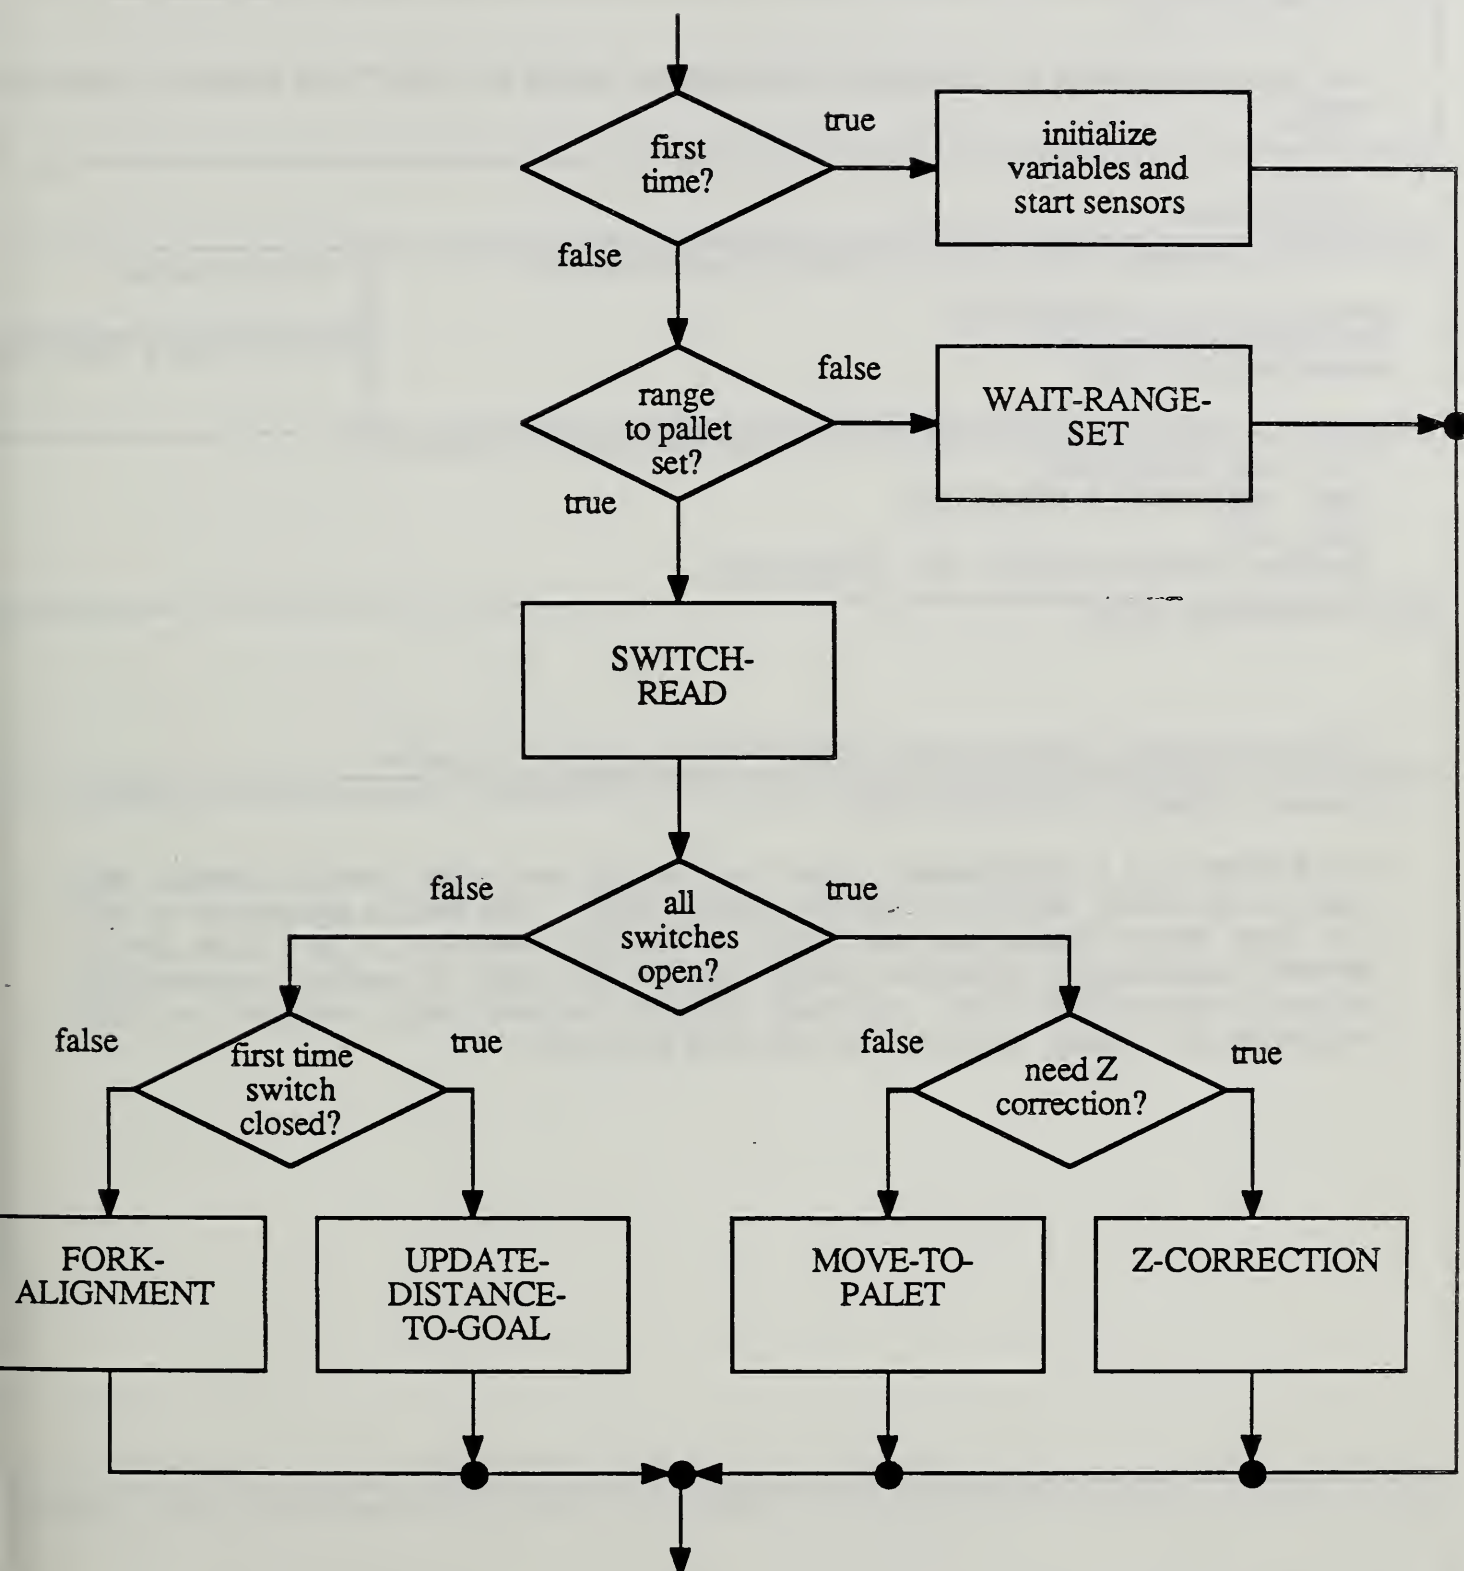 true
first
time?
initialize
variables and
start sensors
false
false
range
to pallet
set?
WAIT-RANGE-
SET
true
SWITCH-
READ
false
true
all
switches
open?
false
true
first time
switch
closed?
false
true
need Z
correction?
FORK-
ALIGNMENT
UPDATE-
DISTANCE-
TO-GOAL
MOVE-TO-
PALET
Z-CORRECTION